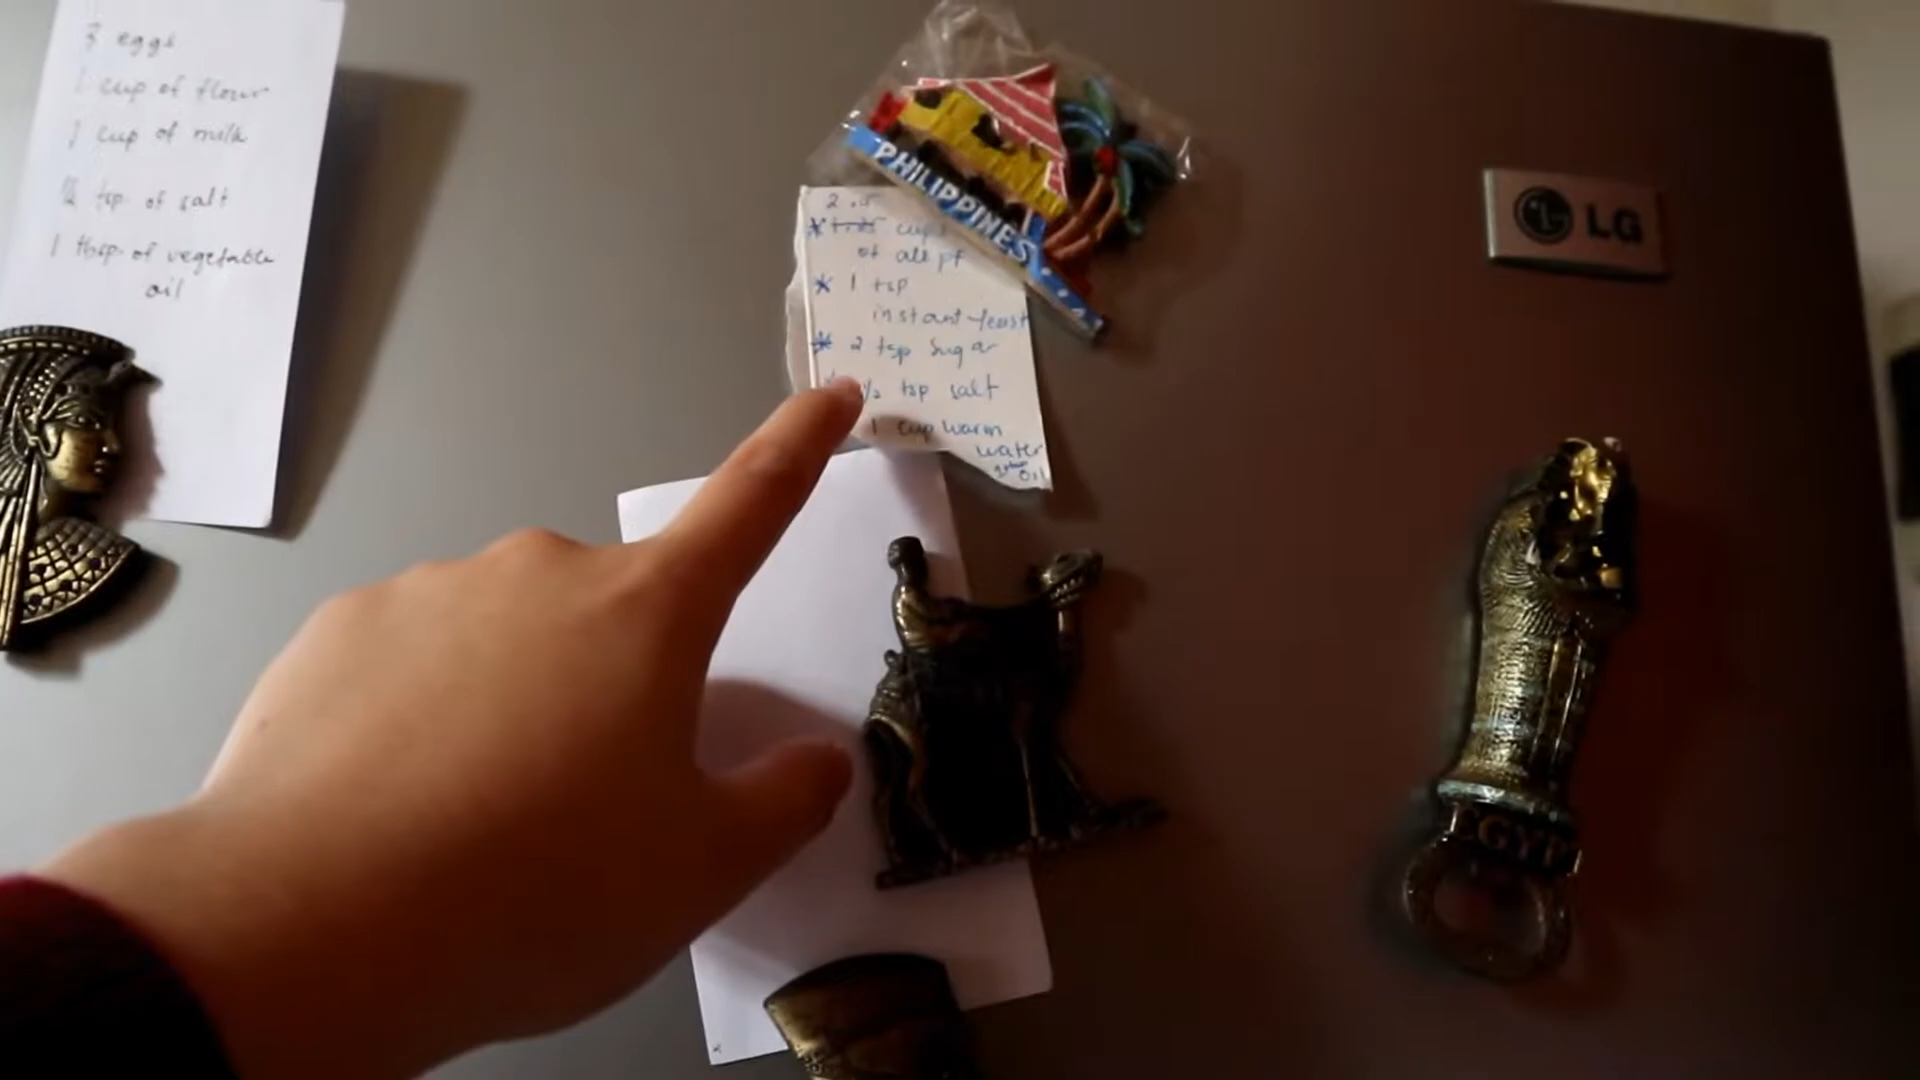 3 eggs
1 cup of flour
1 cup of milk
½ tsp of salt
1 tbsp of vegetable
oil
PHILIPPINES
2.5
cups
of all pf
* 1 tsp
instant yeast
* 2 tsp sugar
½ tsp salt
1 cup warm
water
oil
LG
EGYPT